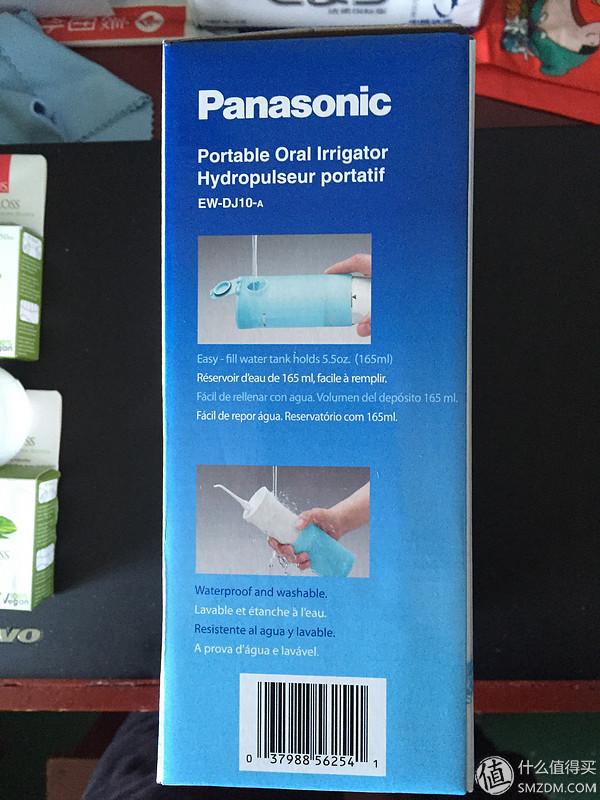 Panasonic
Portable Oral Irrigator
Hydropulseur portatif
EW-DJ10-A
Easy - fill water tank holds 5.5oz. (165ml)
Réservoir d'eau de 165 ml, facile à remplir.
Fácil de rellenar con agua. Volumen del depósito 165 ml.
Fácil de repor água. Reservatório com 165ml.
Waterproof and washable.
Lavable et étanche à l'eau.
Resistente al agua y lavable.
A prova d'água e lavável.
0 37988 56254 1
值 什么值得买
SMZDM.COM